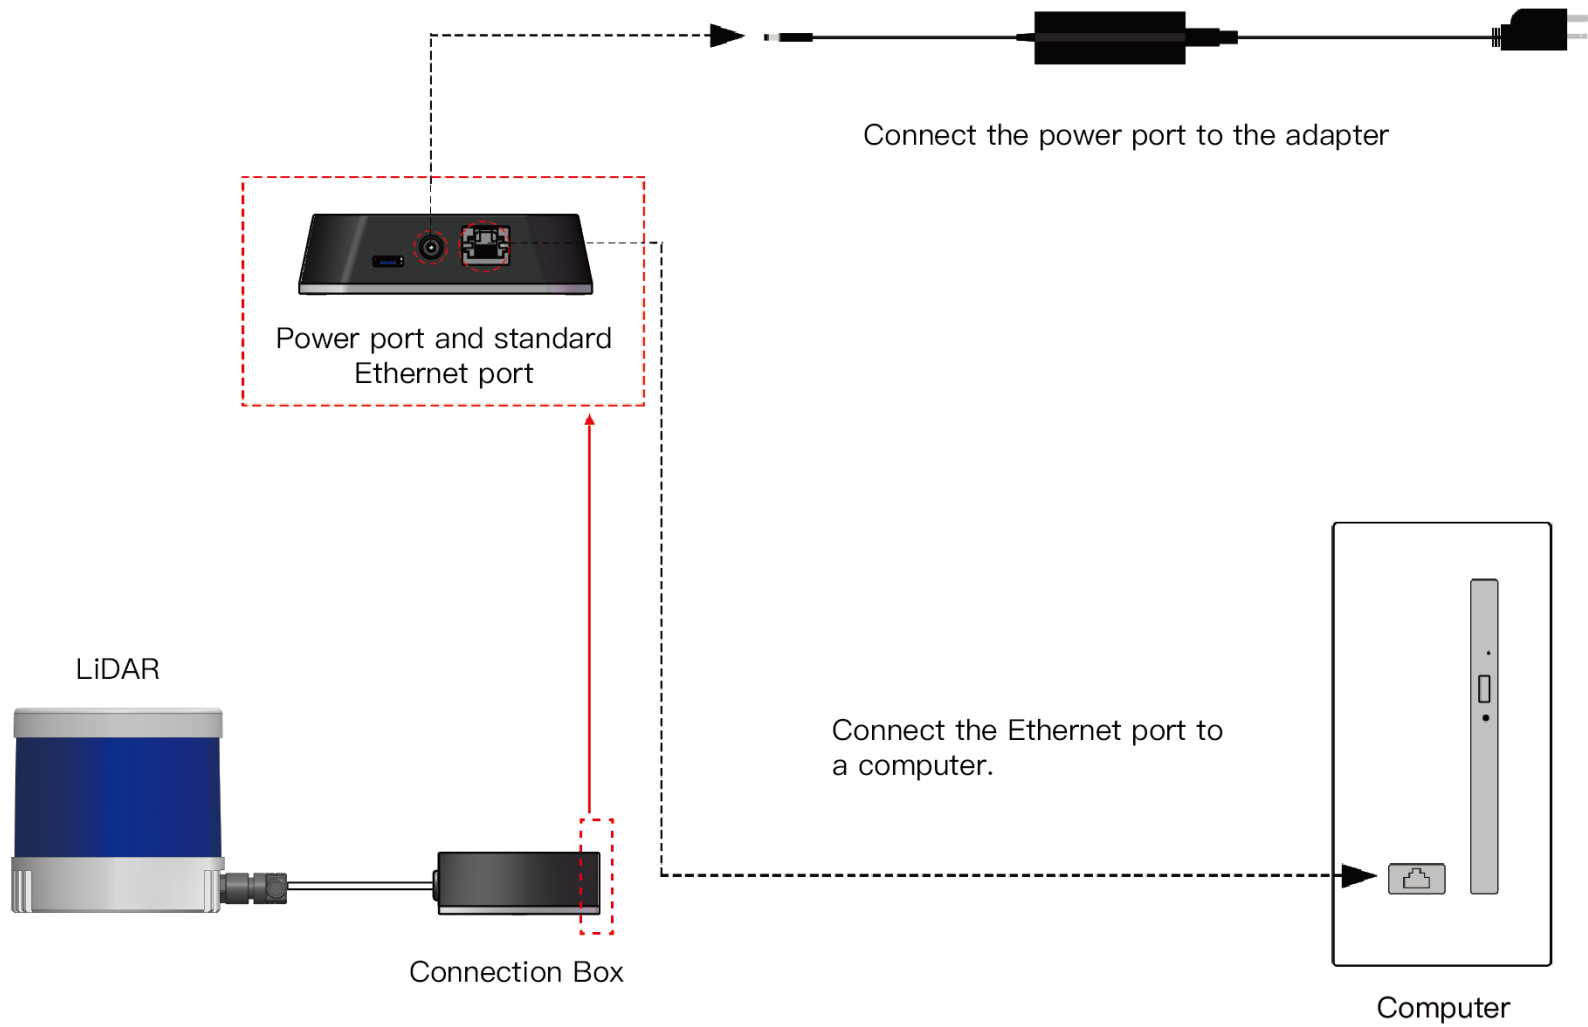 Connect the power port to the adapter
Power port and standard
Ethernet port
LiDAR
Connect the Ethernet port to
a computer.
Connection Box
Computer